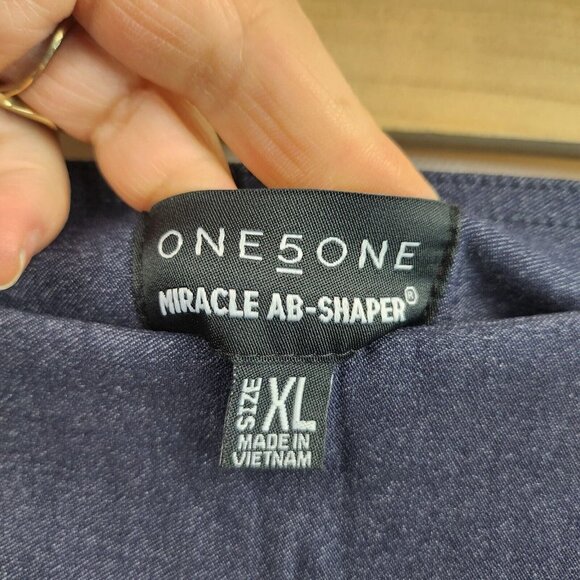 ONE5ONE
MIRACLE AB-SHAPER®
SIZE XL
MADE IN
VIETNAM